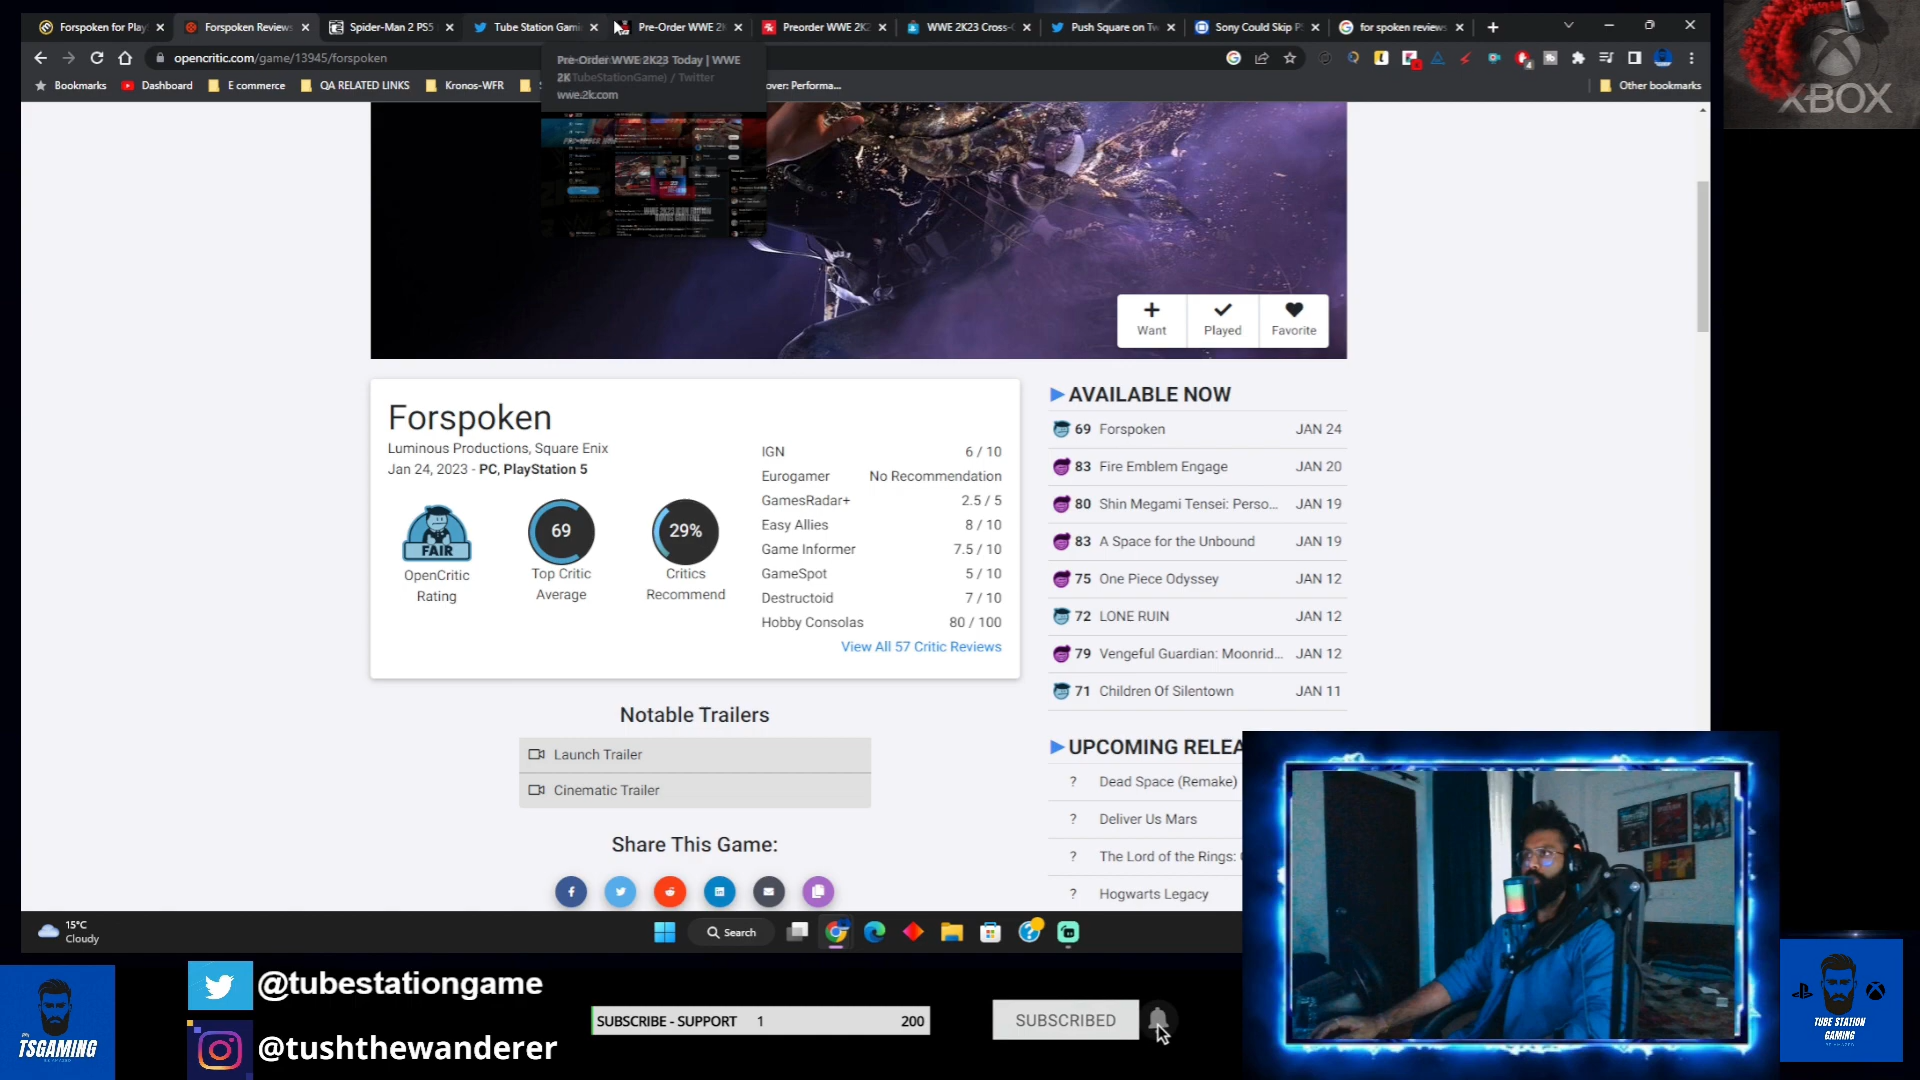 Forspoken for Play
Forspoken Reviews
Spider-Man 2 PS5
Tube Station Gami
Pre-Order WWE 2K
Preorder WWE 2K2
WWE 2K23 Cross-
Push Square on Tw
Sony Could Skip P
for spoken reviews
opencritic.com/game/13945/forspoken
Bookmarks
Dashboard
E commerce
QA RELATED LINKS
Kronos-WFR
over: Performa...
Other bookmarks
Pre-Order WWE 2K23 Today | WWE
2K TubeStationGame) / Twitter
wwe.2k.com
XBOX
Want
Played
Favorite
Forspoken
Luminous Productions, Square Enix
Jan 24, 2023 - PC, PlayStation 5
FAIR
OpenCritic
Rating
69
Top Critic
Average
29%
Critics
Recommend
IGN 6 / 10
Eurogamer No Recommendation
GamesRadar+ 2.5 / 5
Easy Allies 8 / 10
Game Informer 7.5 / 10
GameSpot 5 / 10
Destructoid 7 / 10
Hobby Consolas 80 / 100
View All 57 Critic Reviews
AVAILABLE NOW
69 Forspoken JAN 24
83 Fire Emblem Engage JAN 20
80 Shin Megami Tensei: Perso... JAN 19
83 A Space for the Unbound JAN 19
75 One Piece Odyssey JAN 12
72 LONE RUIN JAN 12
79 Vengeful Guardian: Moonrid... JAN 12
71 Children Of Silentown JAN 11
Notable Trailers
Launch Trailer
Cinematic Trailer
Share This Game:
UPCOMING RELEA
? Dead Space (Remake)
? Deliver Us Mars
? The Lord of the Rings:
? Hogwarts Legacy
15°C
Cloudy
Search
@tubestationgame
@tushthewanderer
SUBSCRIBE - SUPPORT 1 200
SUBSCRIBED
TSGAMING
TUBE STATION
GAMING